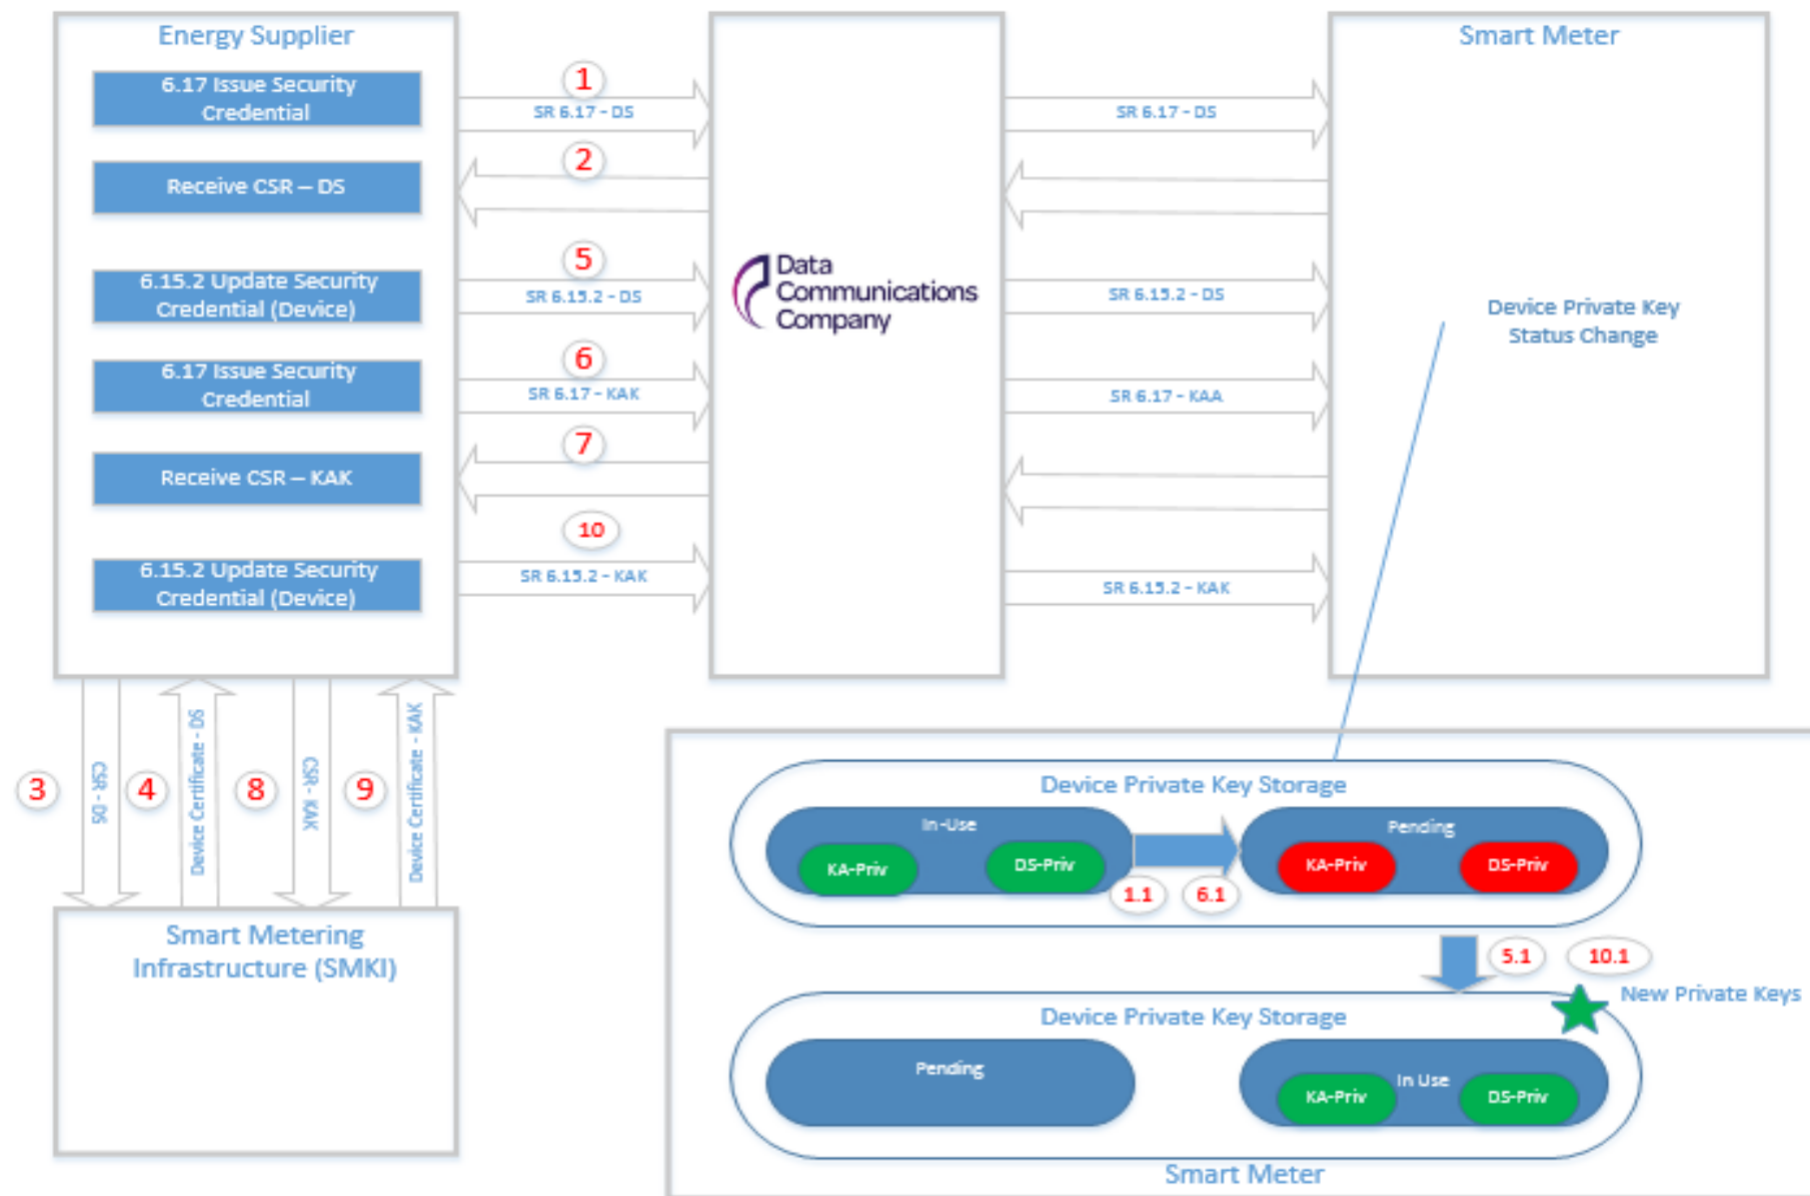 Energy Supplier
6.17 Issue Security
Credential
Receive CSR – DS
6.15.2 Update Security
Credential (Device)
6.17 Issue Security
Credential
Receive CSR – KAK
6.15.2 Update Security
Credential (Device)
1
SR 6.17 - DS
2
5
SR 6.15.2 - DS
6
SR 6.17 - KAK
7
10
SR 6.15.2 - KAK
Data
Communications
Company
SR 6.17 - DS
SR 6.15.2 - DS
SR 6.17 - KAA
SR 6.15.2 - KAK
Smart Meter
Device Private Key
Status Change
3
CSR - DS
4
Device Certificate - DS
8
CSR - KAK
9
Device Certificate - KAK
Smart Metering
Infrastructure (SMKI)
Device Private Key Storage
In-Use
KA-Priv
DS-Priv
1.1
6.1
Pending
KA-Priv
DS-Priv
5.1
10.1
New Private Keys
Device Private Key Storage
Pending
In Use
KA-Priv
DS-Priv
Smart Meter